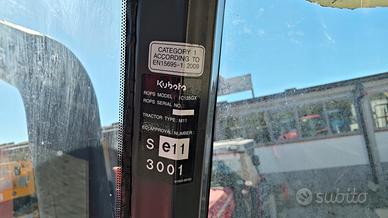 CATEGORY 1
ACCORDING TO
EN15695-1:2009
Kubota
ROPS MODEL
ROPS SERIAL NO.
TRACTOR TYPE: M11
EC APPROVAL NUMBER:
S e11
3001
subito